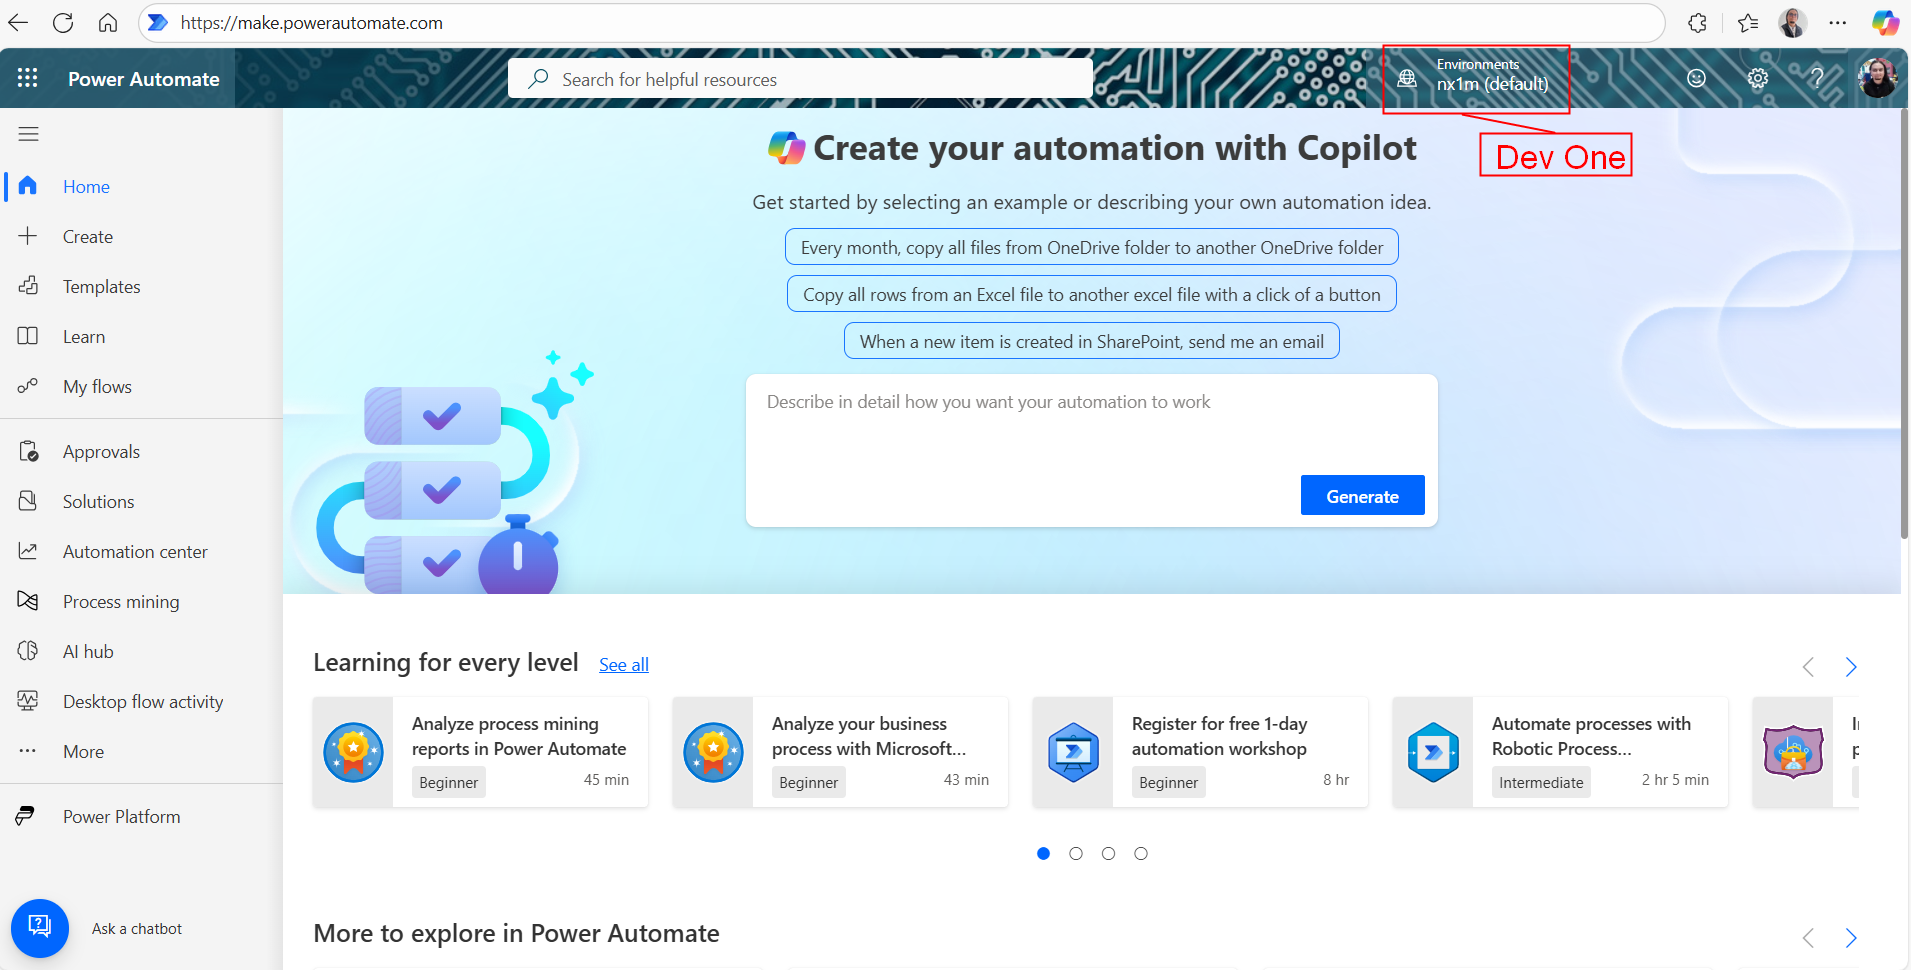 https://make.powerautomate.com
Power Automate
Search for helpful resources
Environments
nx1m (default)
Dev One
Home
Create
Templates
Learn
My flows
Approvals
Solutions
Automation center
Process mining
AI hub
Desktop flow activity
More
Power Platform
Ask a chatbot
Create your automation with Copilot
Get started by selecting an example or describing your own automation idea.
Every month, copy all files from OneDrive folder to another OneDrive folder
Copy all rows from an Excel file to another excel file with a click of a button
When a new item is created in SharePoint, send me an email
Describe in detail how you want your automation to work
Generate
Learning for every level
See all
Analyze process mining
reports in Power Automate
Beginner
45 min
Analyze your business
process with Microsoft...
Beginner
43 min
Register for free 1-day
automation workshop
Beginner
8 hr
Automate processes with
Robotic Process...
Intermediate
2 hr 5 min
More to explore in Power Automate